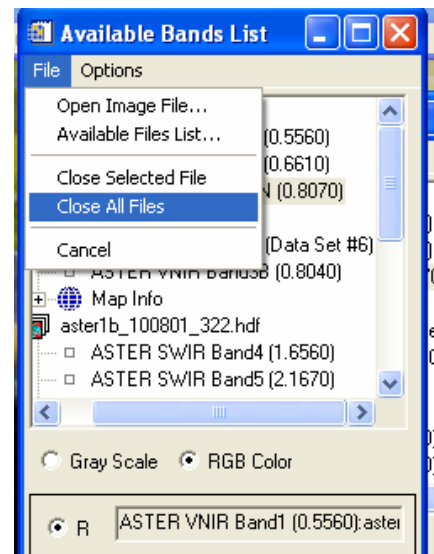 Available Bands List
File Options
Open Image File...
Available Files List... (0.5560)
(0.6610)
Close Selected File N (0.8070)
Close All Files
(Data Set #6)
Cancel
ASTER VNIR Band3B (0.8040)
Map Info
aster1b_100801_322.hdf
ASTER SWIR Band4 (1.6560)
ASTER SWIR Band5 (2.1670)
Gray Scale RGB Color
R ASTER VNIR Band1 (0.5560):aster